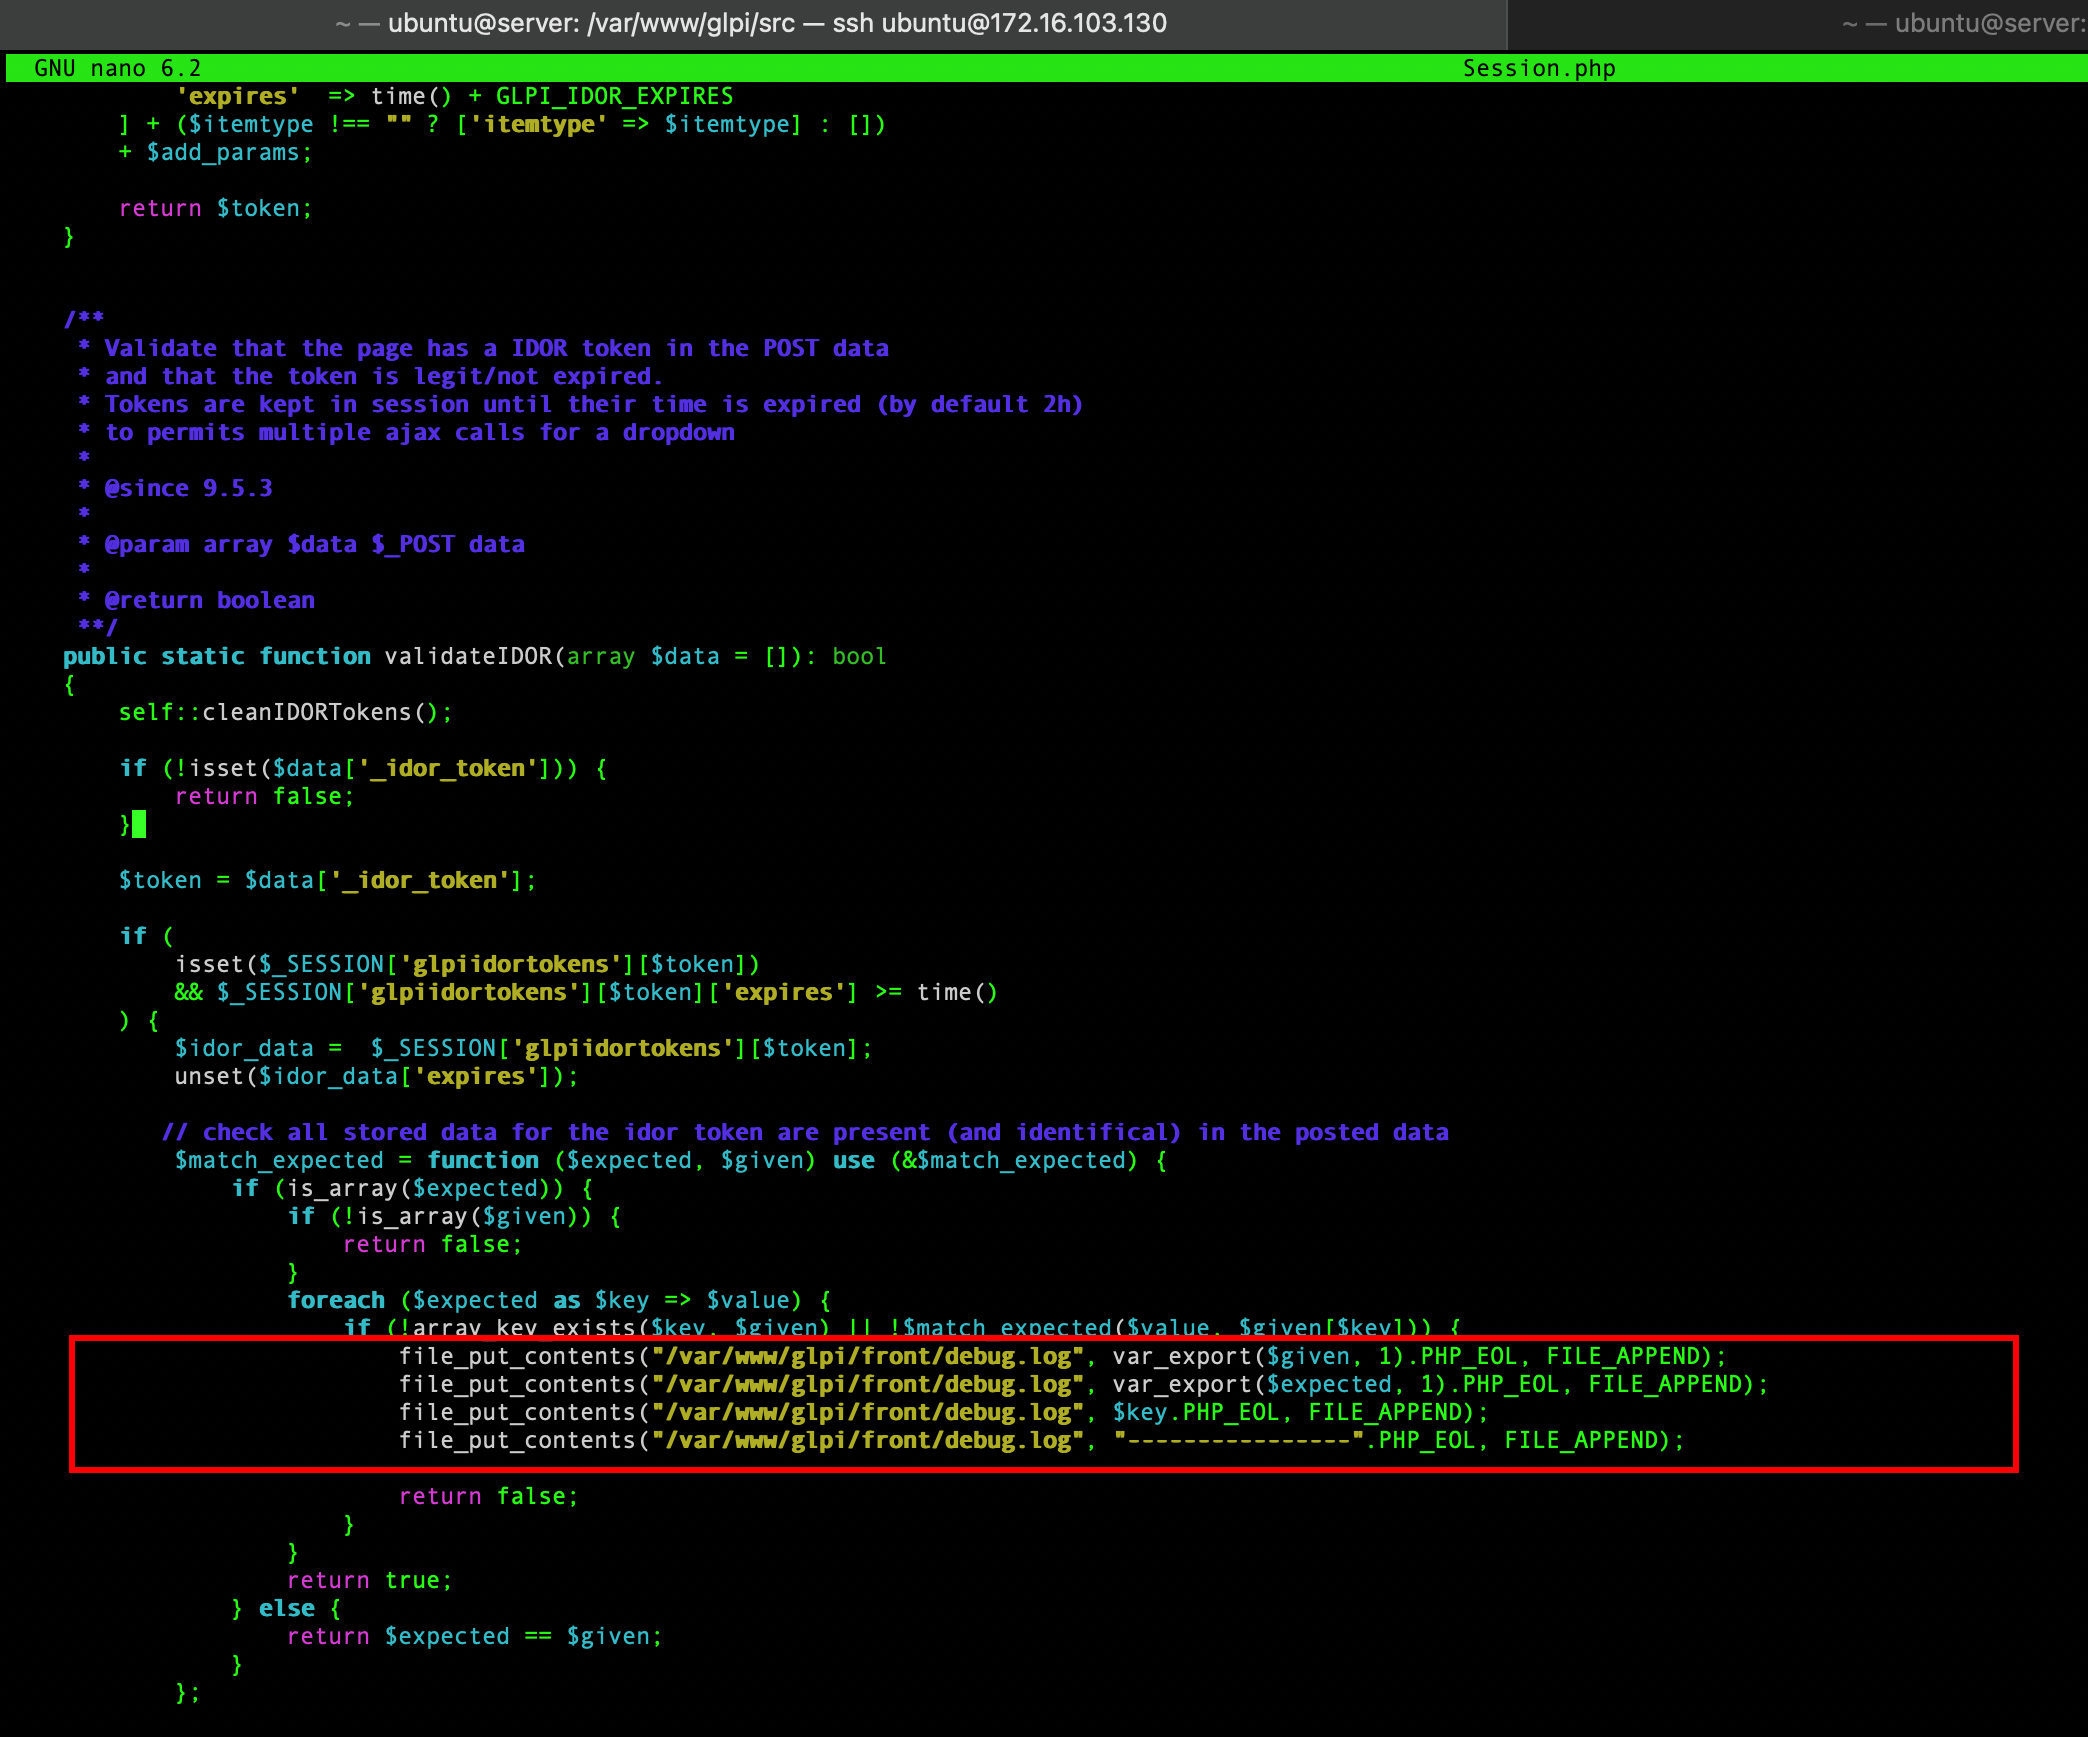 ~ — ubuntu@server: /var/www/glpi/src — ssh ubuntu@172.16.103.130
~ — ubuntu@server:
GNU nano 6.2 Session.php
'expires'  => time() + GLPI_IDOR_EXPIRES
] + ($itemtype !== "" ? ['itemtype' => $itemtype] : [])
+ $add_params;
return $token;
}
/**
* Validate that the page has a IDOR token in the POST data
* and that the token is legit/not expired.
* Tokens are kept in session until their time is expired (by default 2h)
* to permits multiple ajax calls for a dropdown
*
* @since 9.5.3
*
* @param array $data $_POST data
*
* @return boolean
**/
public static function validateIDOR(array $data = []): bool
{
self::cleanIDORTokens();
if (!isset($data['_idor_token'])) {
return false;
}
$token = $data['_idor_token'];
if (
isset($_SESSION['glpiidortokens'][$token])
&& $_SESSION['glpiidortokens'][$token]['expires'] >= time()
) {
$idor_data =  $_SESSION['glpiidortokens'][$token];
unset($idor_data['expires']);
// check all stored data for the idor token are present (and identifical) in the posted data
$match_expected = function ($expected, $given) use (&$match_expected) {
if (is_array($expected)) {
if (!is_array($given)) {
return false;
}
foreach ($expected as $key => $value) {
if (!array_key_exists($key, $given) || !$match_expected($value, $given[$key])) {
file_put_contents("/var/www/glpi/front/debug.log", var_export($given, 1).PHP_EOL, FILE_APPEND);
file_put_contents("/var/www/glpi/front/debug.log", var_export($expected, 1).PHP_EOL, FILE_APPEND);
file_put_contents("/var/www/glpi/front/debug.log", $key.PHP_EOL, FILE_APPEND);
file_put_contents("/var/www/glpi/front/debug.log", "----------------".PHP_EOL, FILE_APPEND);
return false;
}
}
return true;
} else {
return $expected == $given;
}
};